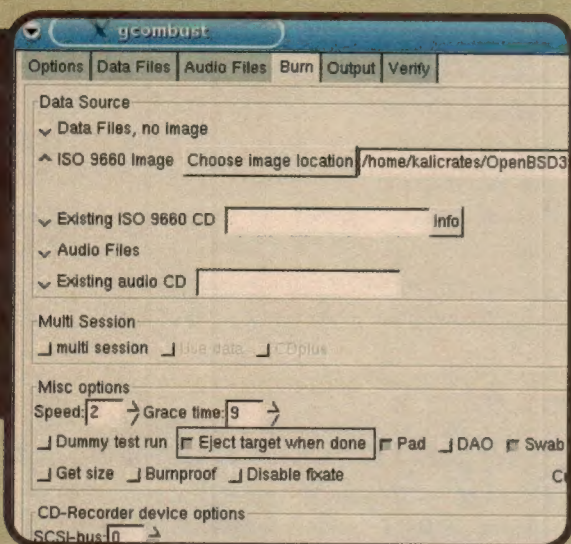 gcombust
Options Data Files Audio Files Burn Output Verify
Data Source
Data Files, no image
ISO 9660 Image Choose image location /home/kalicrates/OpenBSD3
Existing ISO 9660 CD Info
Audio Files
Existing audio CD
Multi Session
multi session Use data CDplus
Misc options
Speed: 2 Grace time: 9
Dummy test run Eject target when done Pad DAO Swab
Get size Burnproof Disable fixate
CD-Recorder device options
SCSI-bus: 0